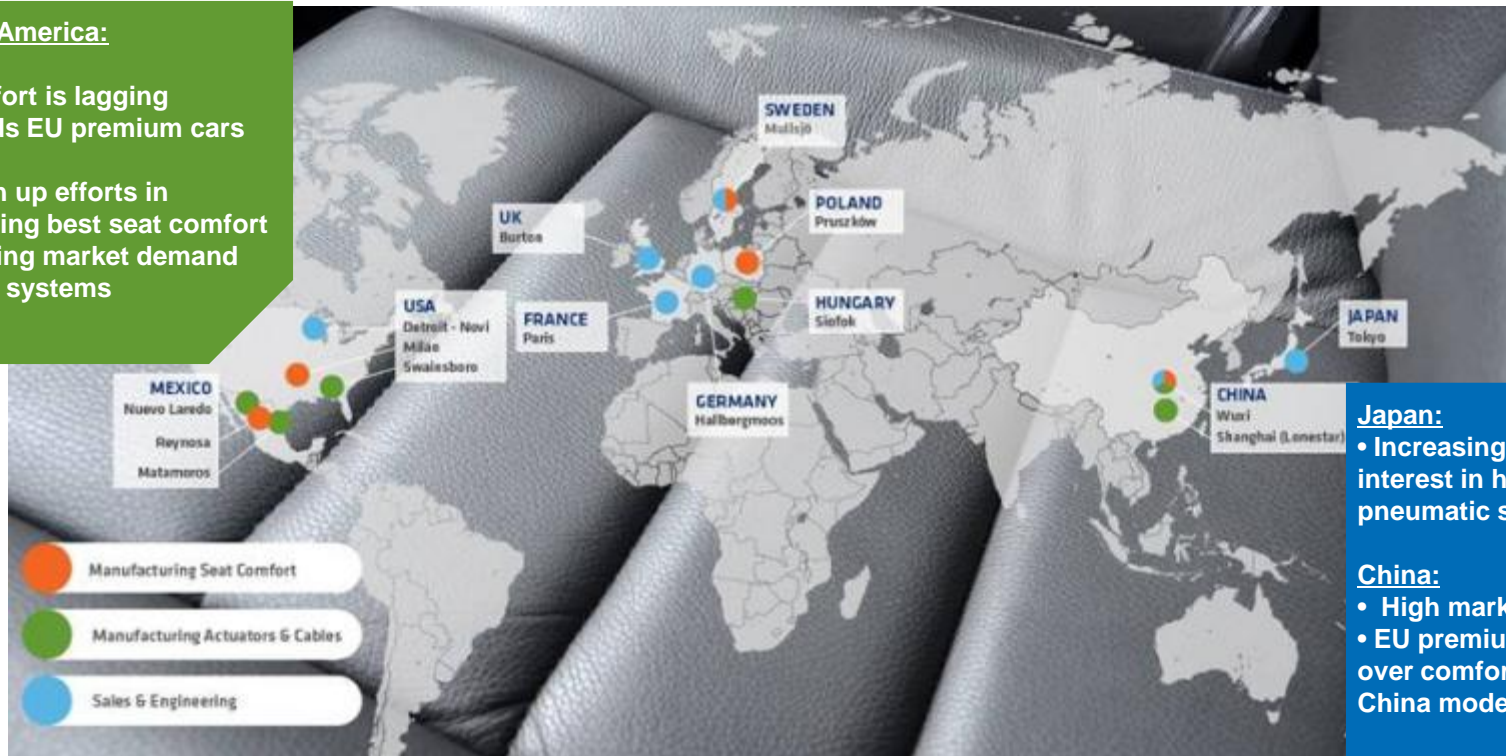 America:
fort is lagging
ds EU premium cars
n up efforts in
ing best seat comfort
ing market demand
systems
SWEDEN
Mullsjö
UK
Burton
POLAND
Pruszków
USA
Detroit - Novi
Milan
Swainsboro
FRANCE
Paris
HUNGARY
Siofok
JAPAN
Tokyo
MEXICO
Nuevo Laredo
Reynosa
Matamoros
GERMANY
Hallbergmoos
CHINA
Wuxi
Shanghai (Lonestar)
Japan:
• Increasing
interest in h
pneumatic s
China:
• High mark
• EU premiu
over comfor
China mode
Manufacturing Seat Comfort
Manufacturing Actuators & Cables
Sales & Engineering